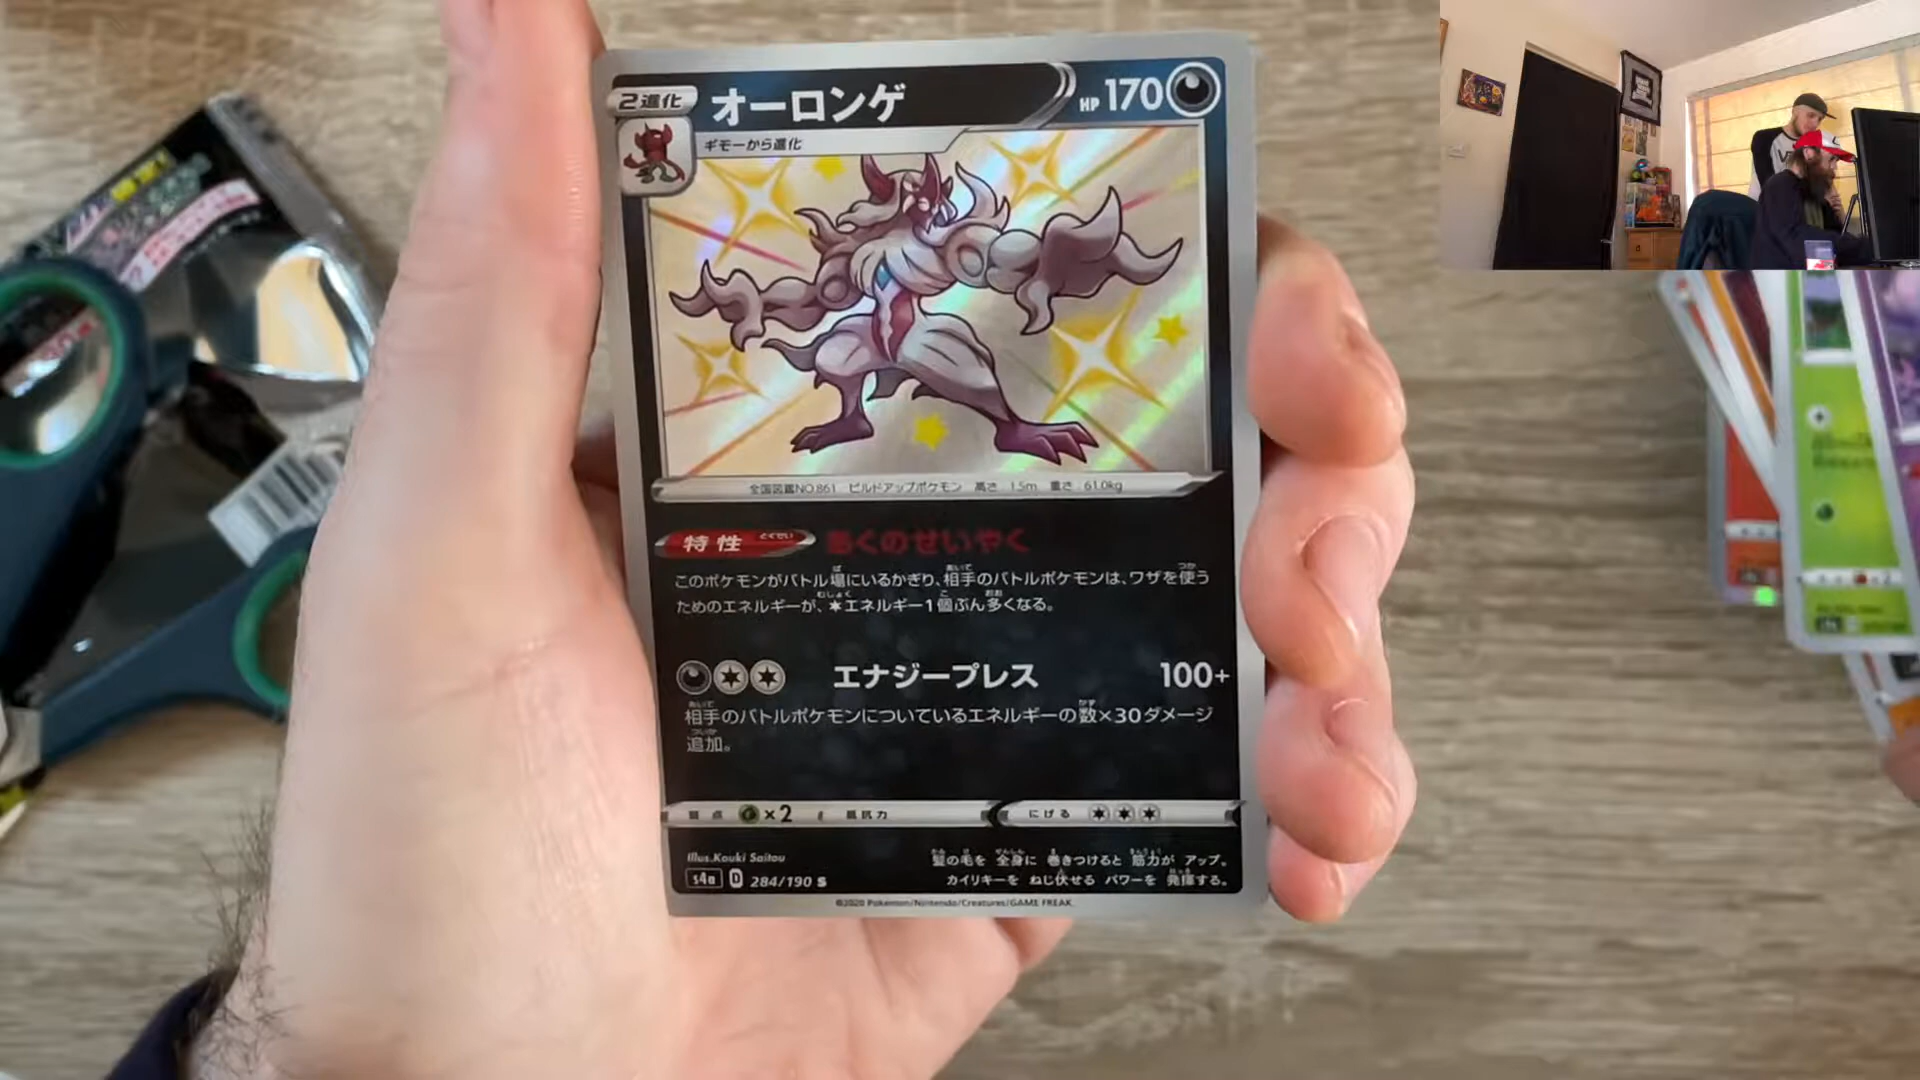 2進化
オーロンゲ
HP 170
ギモーから進化
全国図鑑NO.861 ビルドアップポケモン 高さ:1.5m 重さ:61.0kg
特性 とくせい 悪くのせいやく
このポケモンがバトル場にいるかぎり、相手のバトルポケモンは、ワザを使う
ためのエネルギーが、エネルギー1個ぶん多くなる。
エナジープレス 100+
相手のバトルポケモンについているエネルギーの数×30ダメージ
追加。
弱点 ×2 抵抗力 にげる
Illus.Kouki Saitou
髪の毛を 全身に 巻きつけると 筋力が アップ。
カイリキーを ねじ伏せる パワーを 発揮する。
s4a D 284/190 S
©2020 Pokémon/Nintendo/Creatures/GAME FREAK.